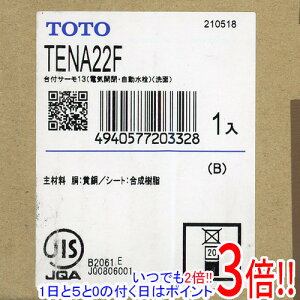 TOTO
210518
TENA22F
台付サーモ13(電気開閉・自動水栓)(洗面)
1入
4940577203328
(B)
主材料 胴:黄銅/シート:合成樹脂
JIS
JQA
B2061 E
JQ0806001
20
いつでも2倍!!
1日と5と0の付く日はポイント
3倍!!